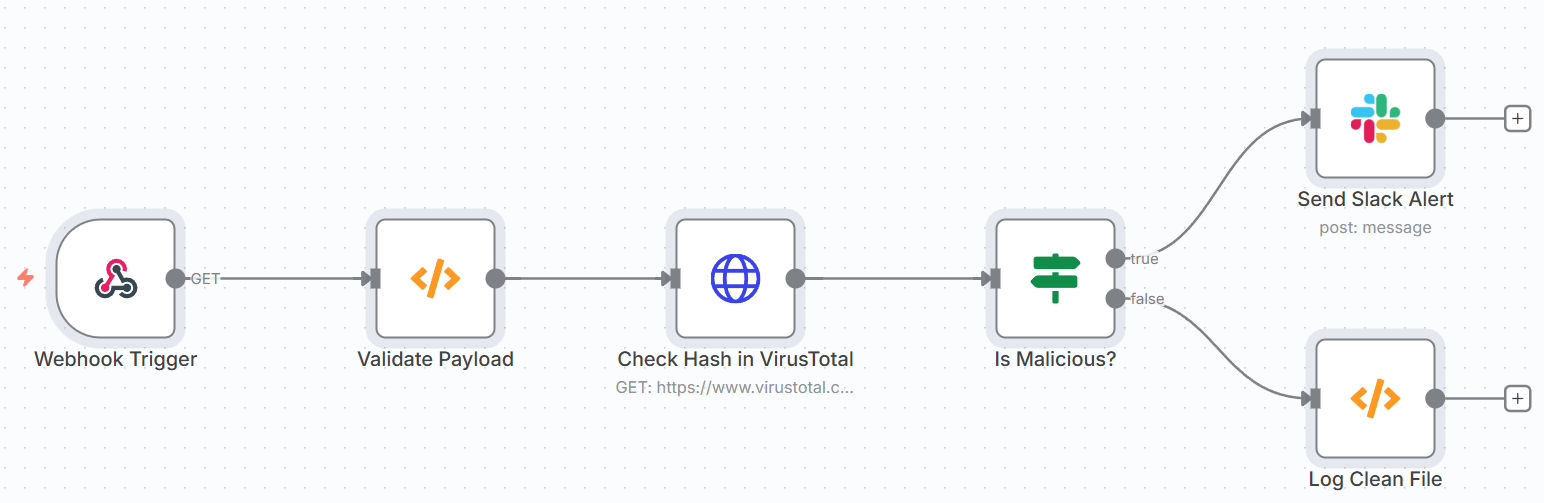 GET
Webhook Trigger
Validate Payload
Check Hash in VirusTotal
GET: https://www.virustotal.c...
true
false
Is Malicious?
Send Slack Alert
post: message
Log Clean File